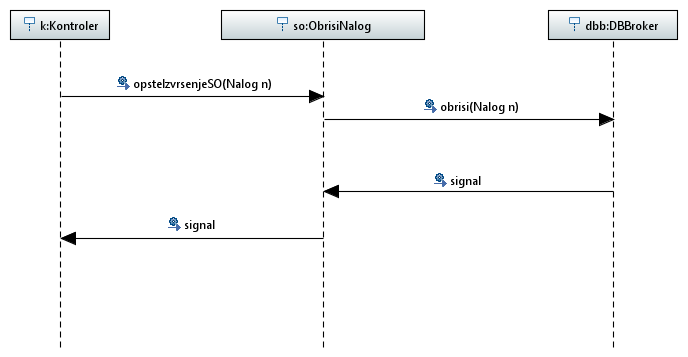 k:Kontroler
so:ObrisiNalog
dbb:DBBroker
opsteIzvrsenjeSO(Nalog n)
obrisi(Nalog n)
signal
signal